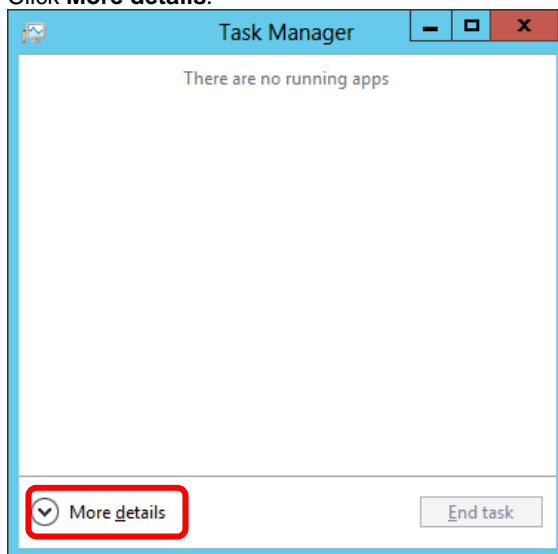 Click More details.
Task Manager
There are no running apps
More details
End task